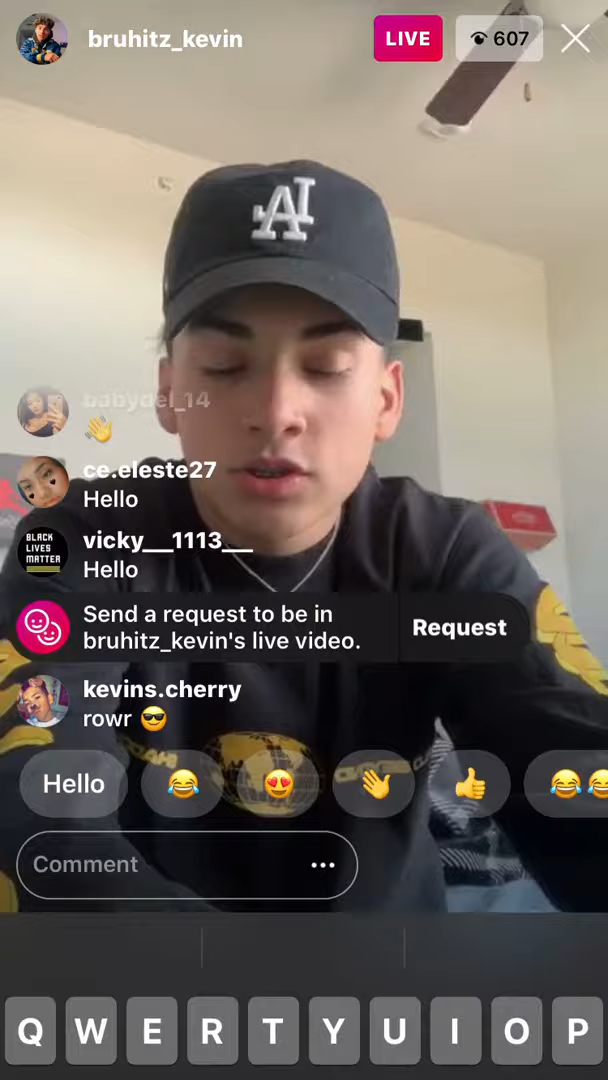 bruhitz_kevin
LIVE
607
babydel_14
ce.eleste27
Hello
BLACK
LIVES
MATTER
vicky__1113__
Hello
Send a request to be in
bruhitz_kevin's live video.
Request
kevins.cherry
rowr 😎
Hello
Comment
Q W E R T Y U I O P